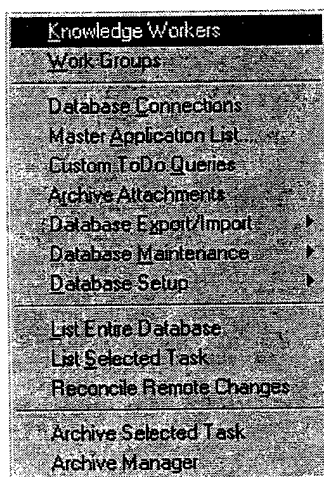 Knowledge Workers
Work Groups
Database Connections
Master Application List...
Custom ToDo Queries
Archive Attachments
Database Export/Import
Database Maintenance
Database Setup
List Entire Database
List Selected Task
Reconcile Remote Changes
Archive Selected Task
Archive Manager